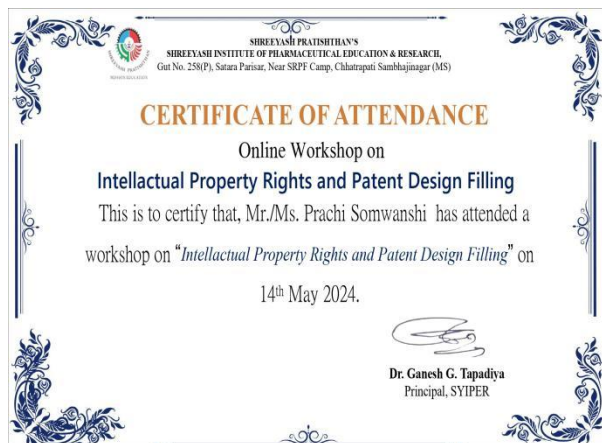 SHREEYASH PRATISHTHAN'S
SHREEYASH INSTITUTE OF PHARMACEUTICAL EDUCATION & RESEARCH,
Gut No. 258(P), Satara Parisar, Near SRPF Camp, Chhatrapati Sambhajinagar (MS)
CERTIFICATE OF ATTENDANCE
Online Workshop on
Intellactual Property Rights and Patent Design Filling
This is to certify that, Mr./Ms. Prachi Somwanshi has attended a
workshop on "Intellactual Property Rights and Patent Design Filling" on
14th May 2024.
Dr. Ganesh G. Tapadiya
Principal, SYIPER